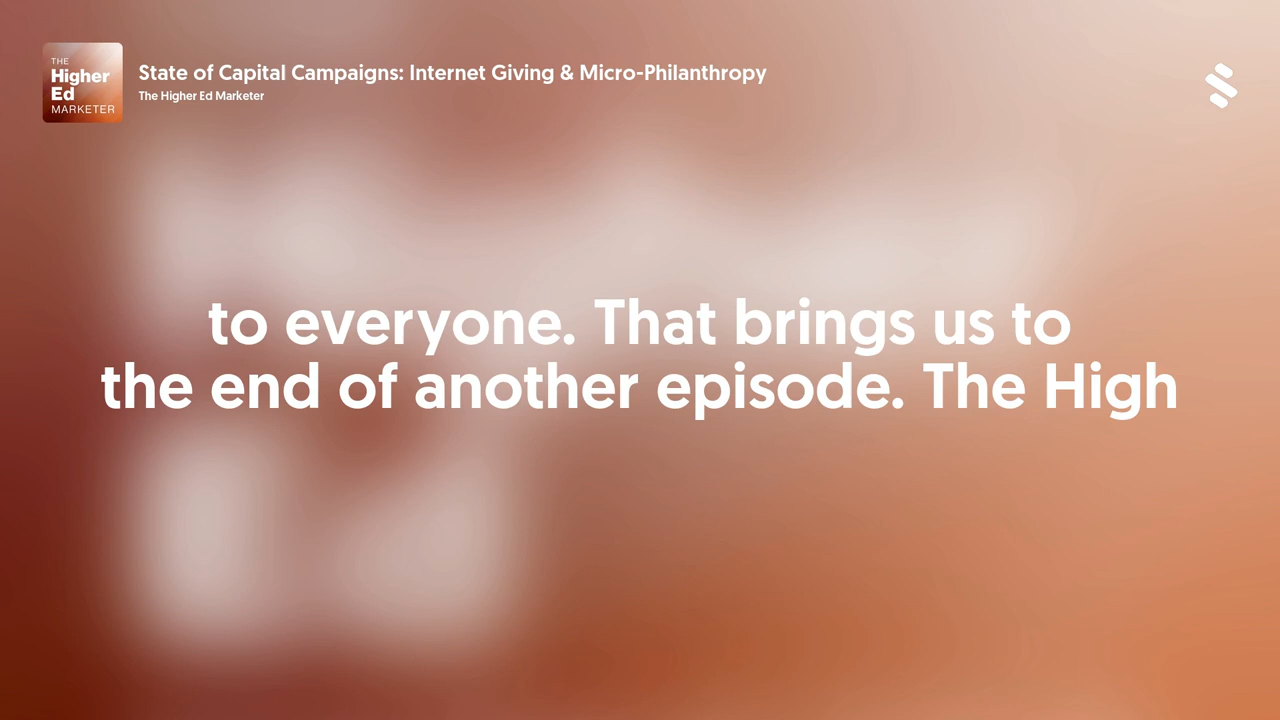 THE
Higher
Ed
MARKETER
State of Capital Campaigns: Internet Giving & Micro-Philanthropy
The Higher Ed Marketer
to everyone. That brings us to
the end of another episode. The High